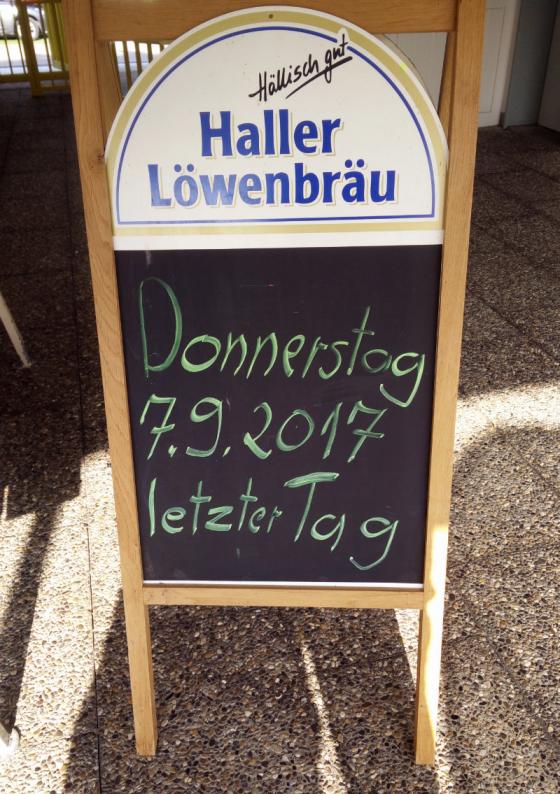 Hällisch gut
Haller
Löwenbräu
Donnerstag
7.9.2017
letzter Tag